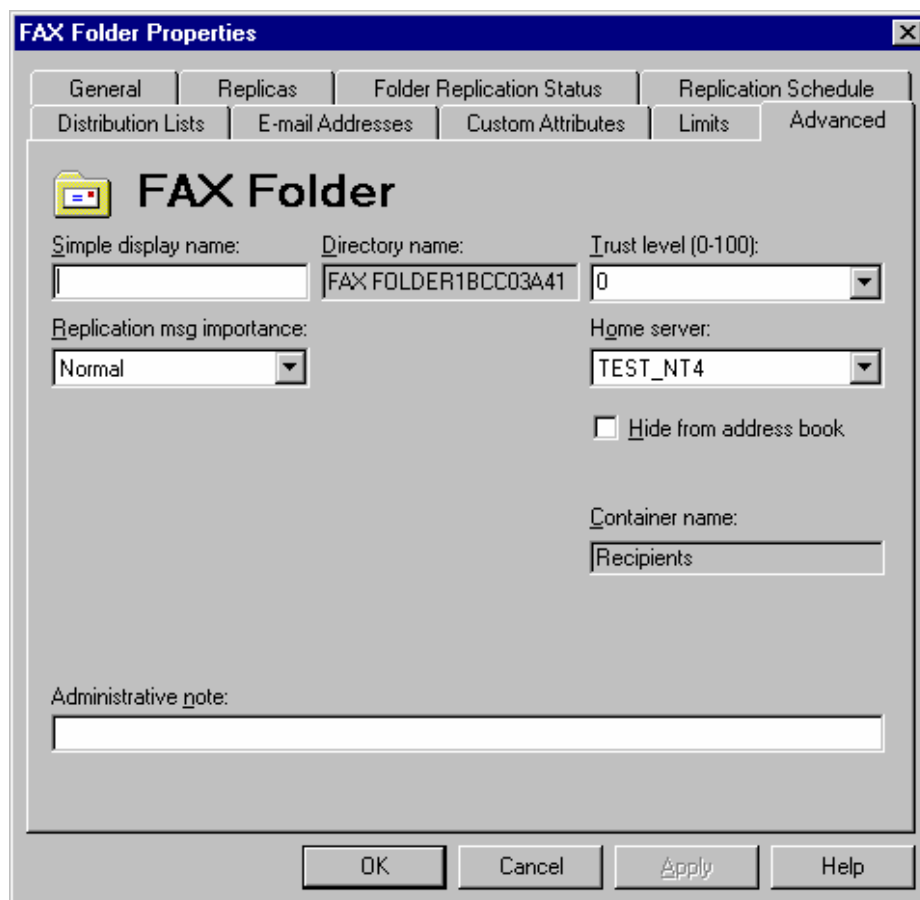 FAX Folder Properties
General Replicas Folder Replication Status Replication Schedule
Distribution Lists E-mail Addresses Custom Attributes Limits Advanced
FAX Folder
Simple display name: Directory name: Trust level (0-100):
FAX FOLDER1BCC03A41 0
Replication msg importance: Home server:
Normal TEST_NT4
Hide from address book
Container name:
Recipients
Administrative note:
OK Cancel Apply Help